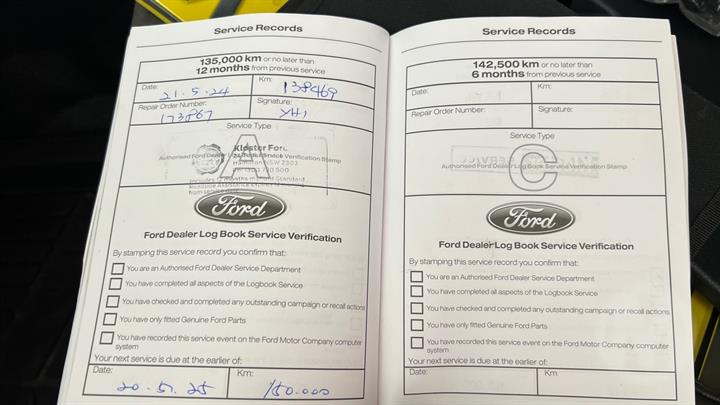 Service Records
135,000 km or no later than
12 months from previous service
Date: 21.5.24
Km: 138469
Repair Order Number: 173867
Signature:
Service Type
A
Kloster Ford
Authorised Ford Dealer Log Book Service Verification Stamp
Ford
Ford Dealer Log Book Service Verification
By stamping this service record you confirm that:
You are an Authorised Ford Dealer Service Department
You have completed all aspects of the Logbook Service
You have checked and completed any outstanding campaign or recall actions
You have only fitted Genuine Ford Parts
You have recorded this service event on the Ford Motor Company computer
system
Your next service is due at the earlier of:
Date: 20.5.25
Km: 150.000
Service Records
142,500 km or no later than
6 months from previous service
Date:
Km:
Repair Order Number:
Signature:
Service Type
C
Authorised Ford Dealer Log Book Service Verification Stamp
Ford
Ford Dealer Log Book Service Verification
By stamping this service record you confirm that:
You are an Authorised Ford Dealer Service Department
You have completed all aspects of the Logbook Service
You have checked and completed any outstanding campaign or recall actions
You have only fitted Genuine Ford Parts
You have recorded this service event on the Ford Motor Company computer
system
Your next service is due at the earlier of:
Date:
Km